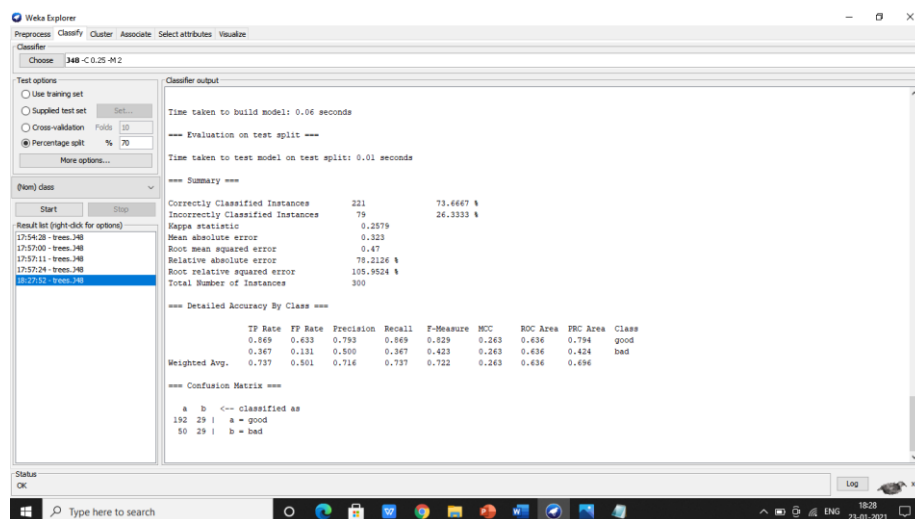 Weka Explorer
Preprocess Classify Cluster Associate Select attributes Visualize
Classifier
Choose J48 -C 0.25 -M 2
Test options
Use training set
Supplied test set Set...
Cross-validation Folds 10
Percentage split % 70
More options...
(Nom) class
Start Stop
Result list (right-click for options)
17:54:28 - trees.J48
17:57:00 - trees.J48
17:57:11 - trees.J48
17:57:24 - trees.J48
18:27:52 - trees.J48
Classifier output
Time taken to build model: 0.06 seconds
=== Evaluation on test split ===
Time taken to test model on test split: 0.01 seconds
=== Summary ===
Correctly Classified Instances 221 73.6667 %
Incorrectly Classified Instances 79 26.3333 %
Kappa statistic 0.2579
Mean absolute error 0.323
Root mean squared error 0.47
Relative absolute error 78.2126 %
Root relative squared error 105.9524 %
Total Number of Instances 300
=== Detailed Accuracy By Class ===
TP Rate FP Rate Precision Recall F-Measure MCC ROC Area PRC Area Class
0.869 0.633 0.793 0.869 0.829 0.263 0.636 0.794 good
0.367 0.131 0.500 0.367 0.423 0.263 0.636 0.424 bad
Weighted Avg. 0.737 0.501 0.716 0.737 0.722 0.263 0.636 0.696
=== Confusion Matrix ===
a b <-- classified as
192 29 | a = good
50 29 | b = bad
Status
OK
Log
x 0
Type here to search
ENG
18:28
23-01-2021